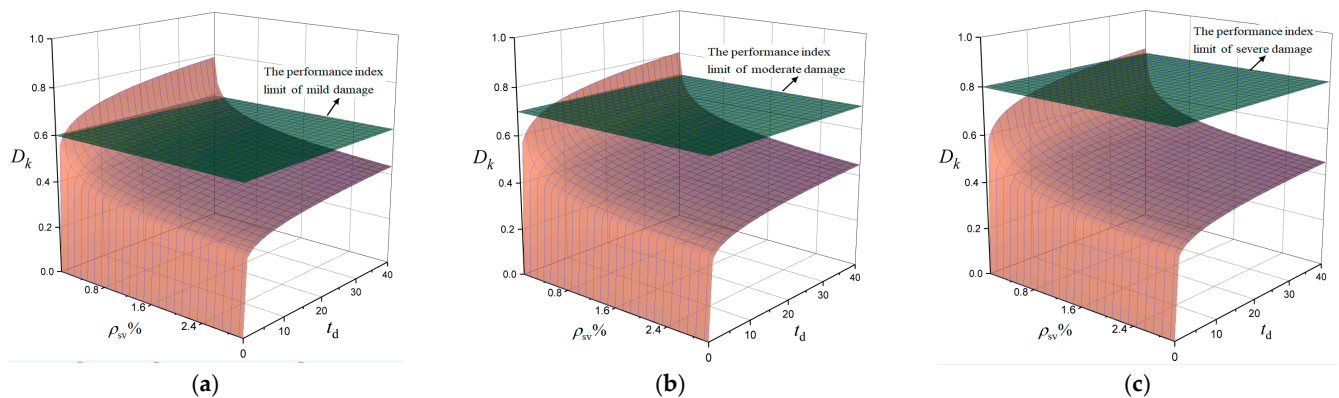 1.0
0.8
0.6
D_k
0.4
0.2
0.0
0.8
1.6
2.4
ρ_sv%
0
10
20
30
40
t_d
The performance index
limit of mild damage
(a)
1.0
0.8
0.6
D_k
0.4
0.2
0.0
0.8
1.6
2.4
ρ_sv%
0
10
20
30
40
t_d
The performance index
limit of moderate damage
(b)
1.0
0.8
0.6
D_k
0.4
0.2
0.0
0.8
1.6
2.4
ρ_sv%
0
10
20
30
40
t_d
The performance index
limit of severe damage
(c)